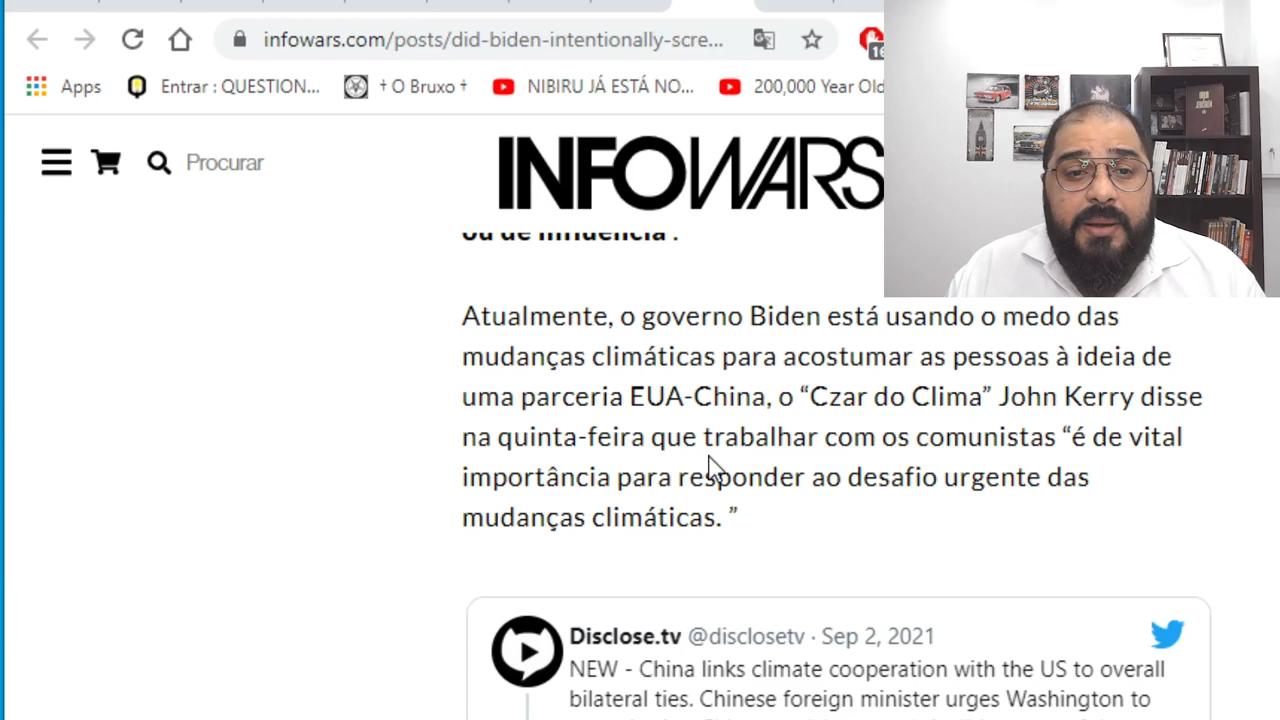 infowars.com/posts/did-biden-intentionally-scre...
Apps
Entrar : QUESTION...
† O Bruxo †
NIBIRU JÁ ESTÁ NO...
200,000 Year Old
Procurar
INFOWARS
ou de influência".
Atualmente, o governo Biden está usando o medo das
mudanças climáticas para acostumar as pessoas à ideia de
uma parceria EUA-China, o “Czar do Clima” John Kerry disse
na quinta-feira que trabalhar com os comunistas “é de vital
importância para responder ao desafio urgente das
mudanças climáticas. ”
Disclose.tv @disclosetv · Sep 2, 2021
NEW - China links climate cooperation with the US to overall
bilateral ties. Chinese foreign minister urges Washington to